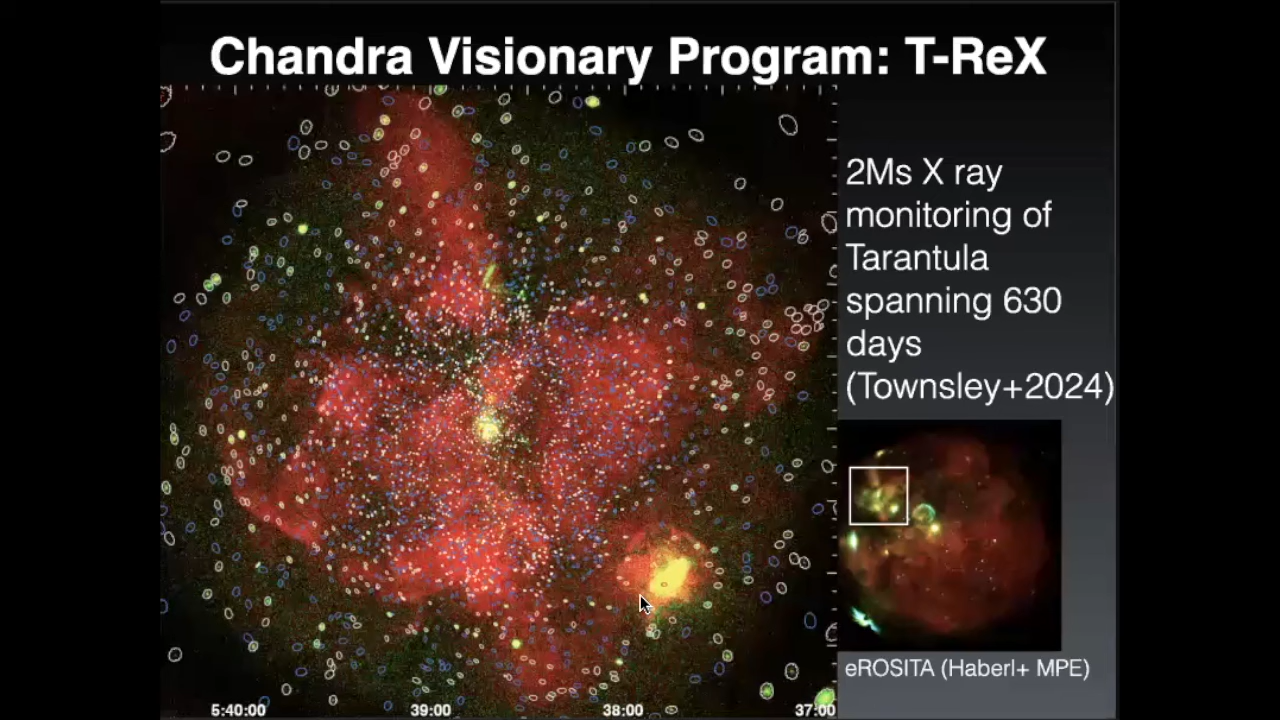 Chandra Visionary Program: T-ReX
2Ms X ray
monitoring of
Tarantula
spanning 630
days
(Townsley+2024)
eROSITA (Haberl+ MPE)
5:40:00 39:00 38:00 37:00